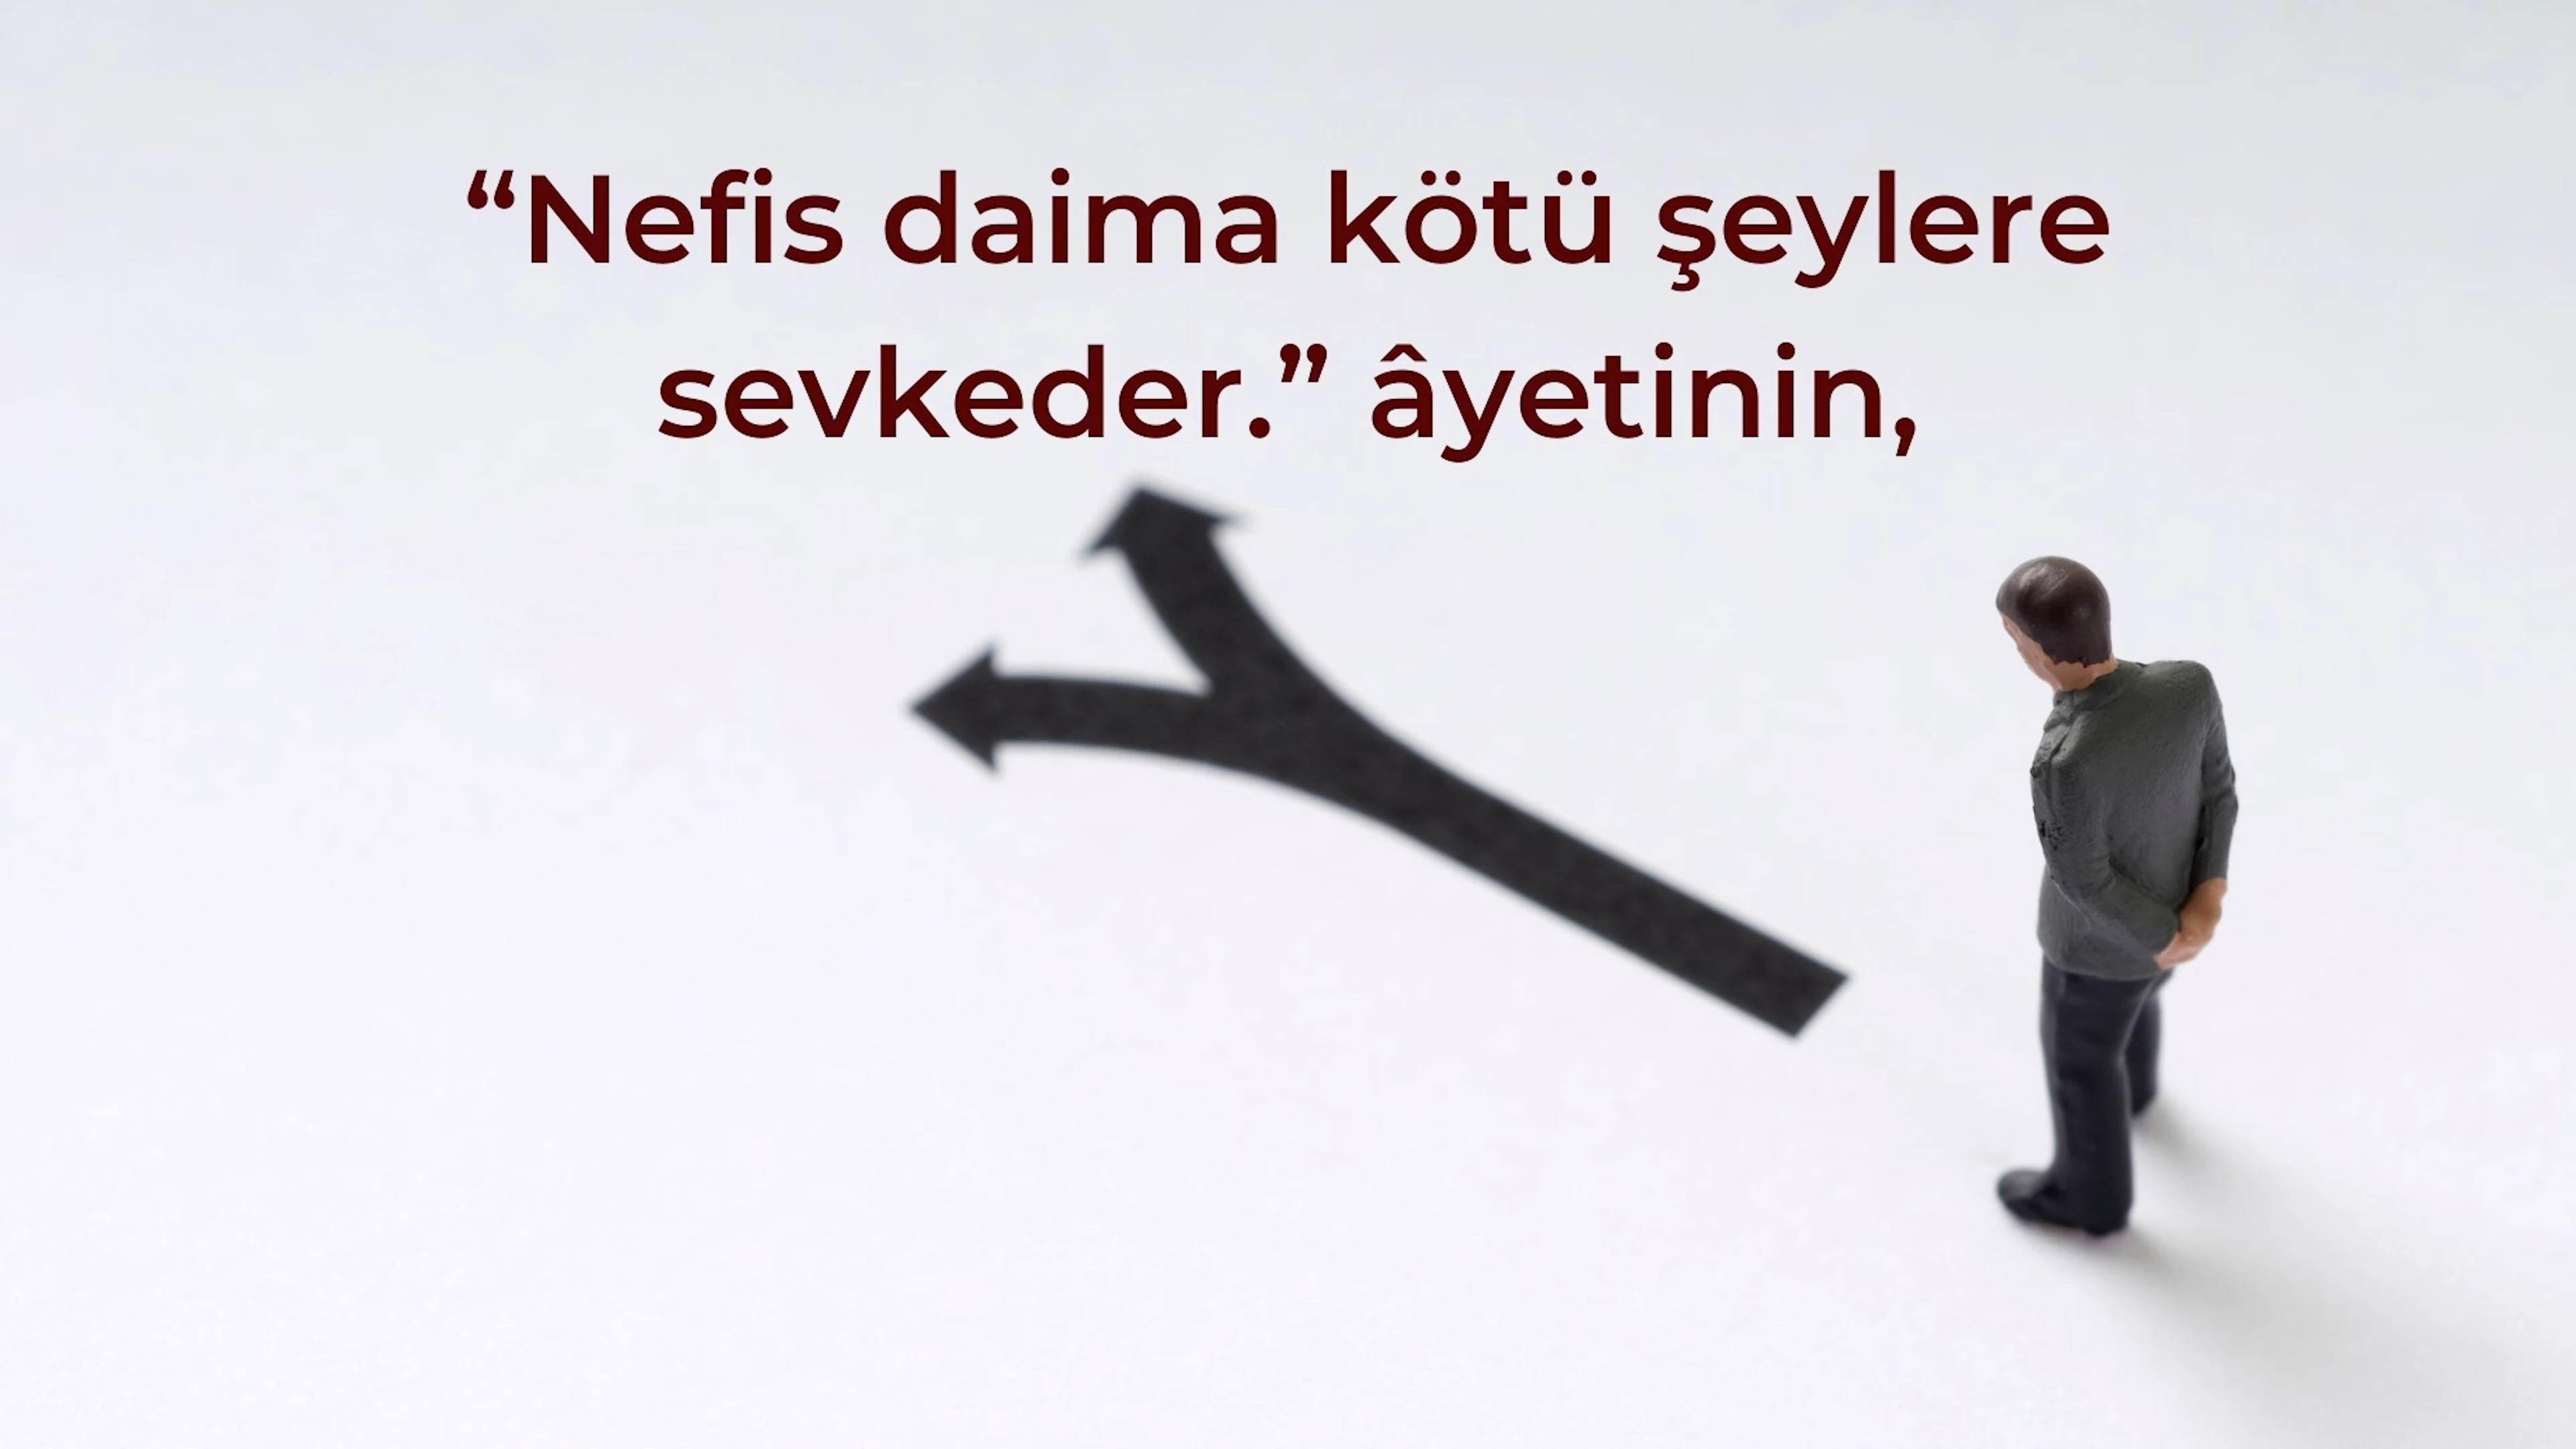 “Nefis daima kötü şeylere
sevkeder.” âyetinin,